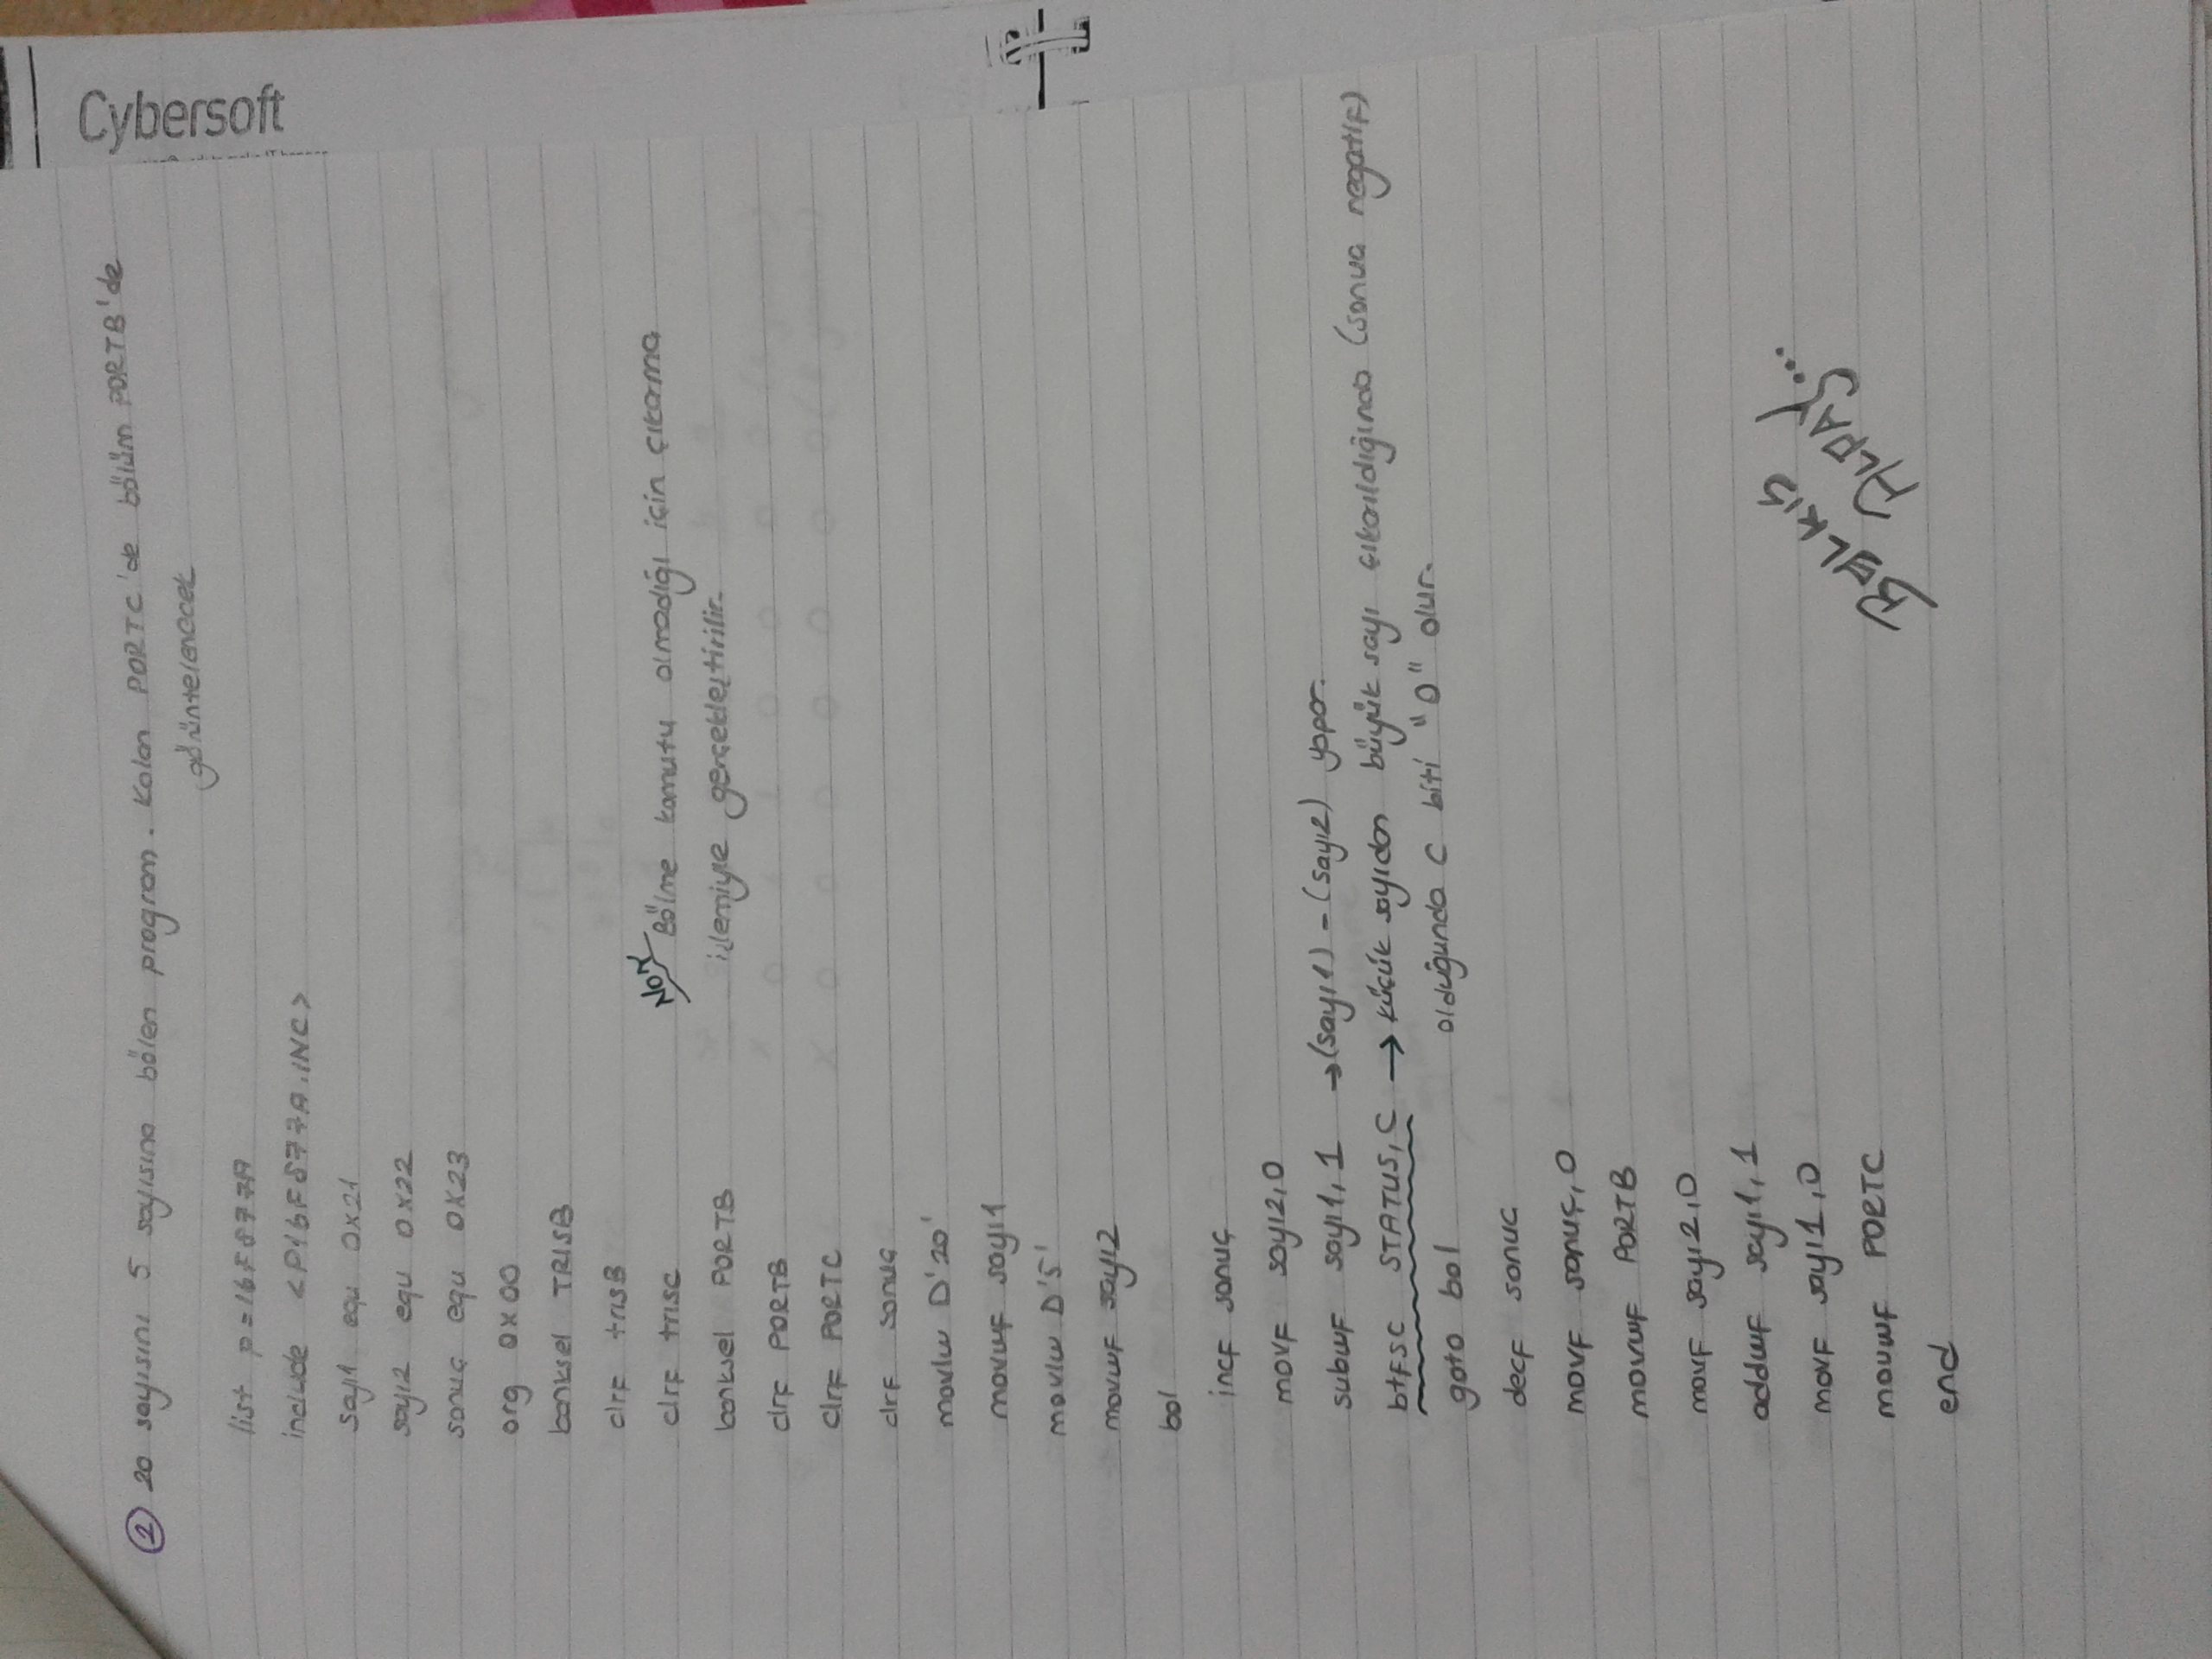 Cybersoft
② 20 sayısını 5 sayısına bölen program. Kalan PORTC'de bölüm PORTB'de
görüntelenecek
list p=16F877A
include <P16F877A.INC>
sayı1 equ 0x21
sayı2 equ 0x22
sonuç equ 0x23
org 0x00
banksel TRISB
clrf trısB
clrf trısc
banksel PORTB
clrf PORTB
clrf PORTC
clrf sonuç
movlw D'20'
movwf sayı1
movlw D'5'
movwf sayı2
NOT Bölme komutu olmadığı için çıkarma
işlemiyle gerçekleştirilir.
bol
incf sonuç
movf sayı2,0
subwf sayı1,1 →(sayı1) - (sayı2) yapar.
btfsc STATUS,C → Küçük sayıdan büyük sayı çıkarıldığında (sonuc negatif)
olduğunda C biti "0" olur.
goto bol
decf sonuc
movf sonuç,0
movwf PORTB
movf sayı2,0
addwf sayı1,1
movf sayı1,0
movwf PORTC
end
BELKIS
ALPAY...